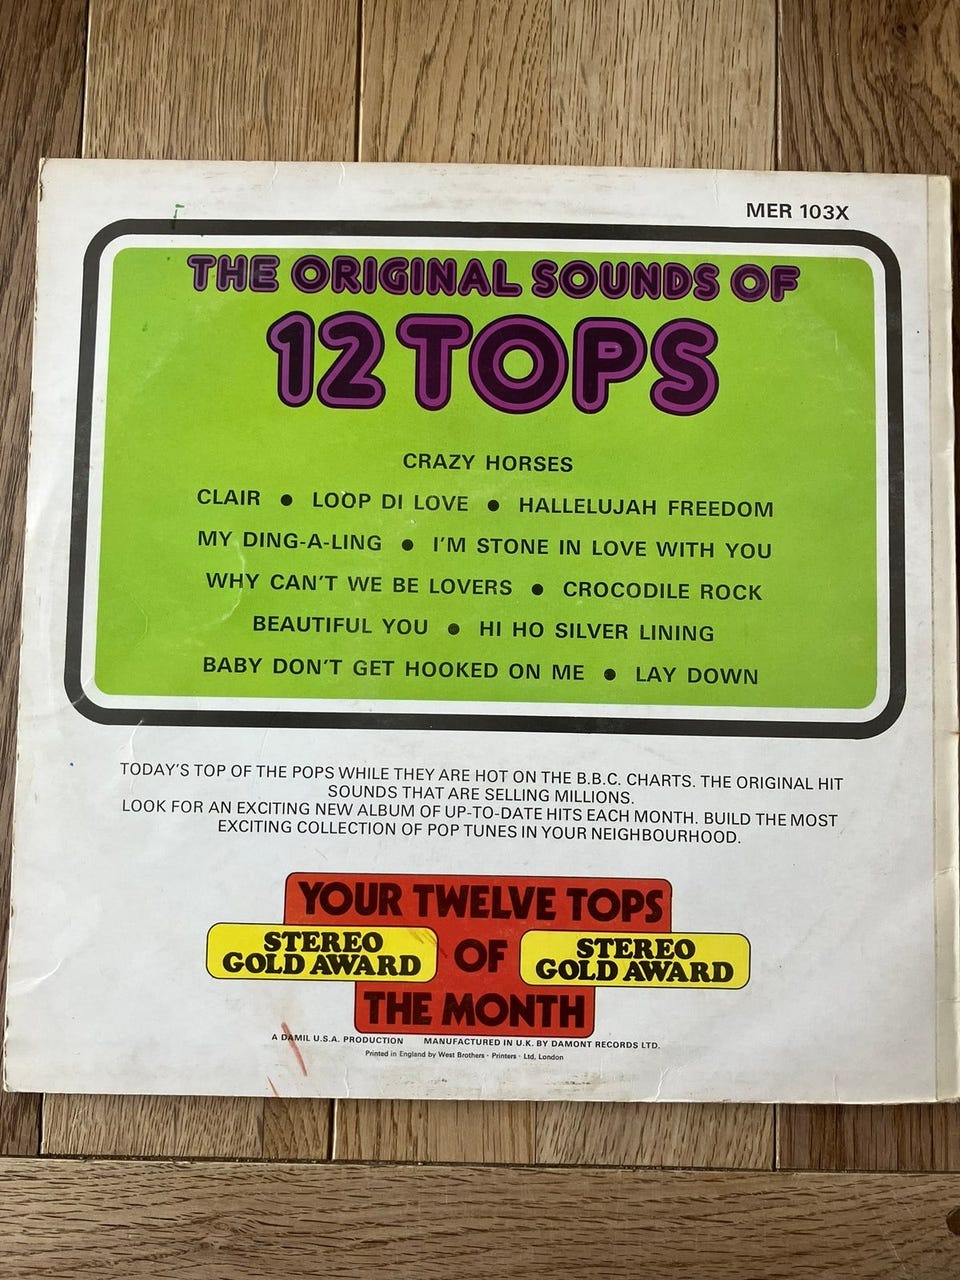 MER 103X
THE ORIGINAL SOUNDS OF
12 TOPS
CRAZY HORSES
CLAIR ● LOOP DI LOVE ● HALLELUJAH FREEDOM
MY DING-A-LING ● I'M STONE IN LOVE WITH YOU
WHY CAN'T WE BE LOVERS ● CROCODILE ROCK
BEAUTIFUL YOU ● HI HO SILVER LINING
BABY DON'T GET HOOKED ON ME ● LAY DOWN
TODAY'S TOP OF THE POPS WHILE THEY ARE HOT ON THE B.B.C. CHARTS. THE ORIGINAL HIT
SOUNDS THAT ARE SELLING MILLIONS.
LOOK FOR AN EXCITING NEW ALBUM OF UP-TO-DATE HITS EACH MONTH. BUILD THE MOST
EXCITING COLLECTION OF POP TUNES IN YOUR NEIGHBOURHOOD.
YOUR TWELVE TOPS
STEREO
GOLD AWARD
OF
STEREO
GOLD AWARD
THE MONTH
A DAMIL U.S.A. PRODUCTION MANUFACTURED IN U.K. BY DAMONT RECORDS LTD.
Printed in England by West Brothers · Printers · Ltd, London